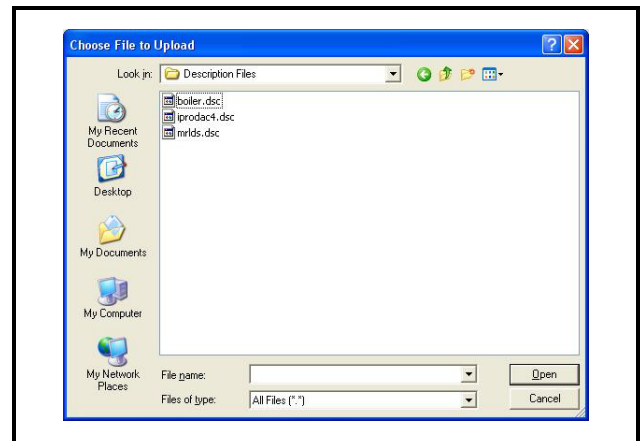 Choose File to Upload
Look in: Description Files
boiler.dsc
iprodac4.dsc
mrlds.dsc
My Recent
Documents
Desktop
My Documents
My Computer
My Network
Places
File name:
Open
Files of type: All Files (*.*)
Cancel